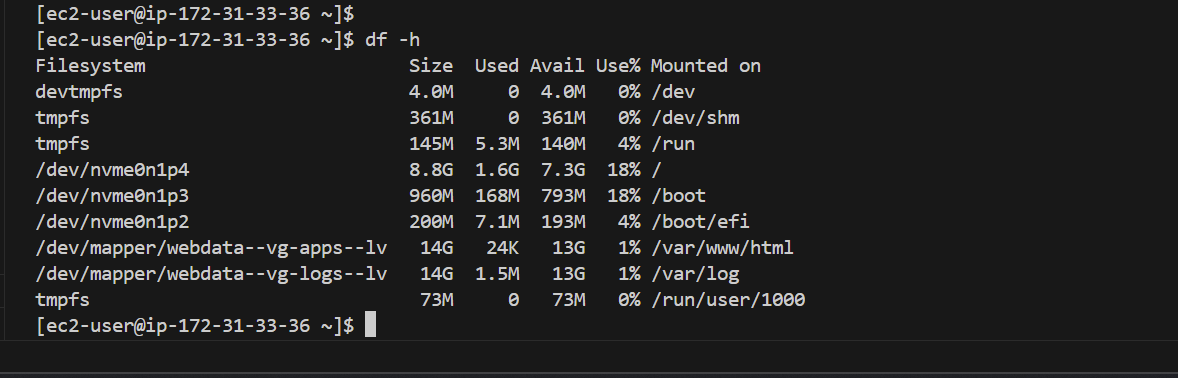 [ec2-user@ip-172-31-33-36 ~]$
[ec2-user@ip-172-31-33-36 ~]$ df -h
Filesystem                        Size  Used Avail Use% Mounted on
devtmpfs                          4.0M     0  4.0M   0% /dev
tmpfs                             361M     0  361M   0% /dev/shm
tmpfs                             145M  5.3M  140M   4% /run
/dev/nvme0n1p4                    8.8G  1.6G  7.3G  18% /
/dev/nvme0n1p3                    960M  168M  793M  18% /boot
/dev/nvme0n1p2                    200M  7.1M  193M   4% /boot/efi
/dev/mapper/webdata--vg-apps--lv   14G   24K   13G   1% /var/www/html
/dev/mapper/webdata--vg-logs--lv   14G  1.5M   13G   1% /var/log
tmpfs                              73M     0   73M   0% /run/user/1000
[ec2-user@ip-172-31-33-36 ~]$